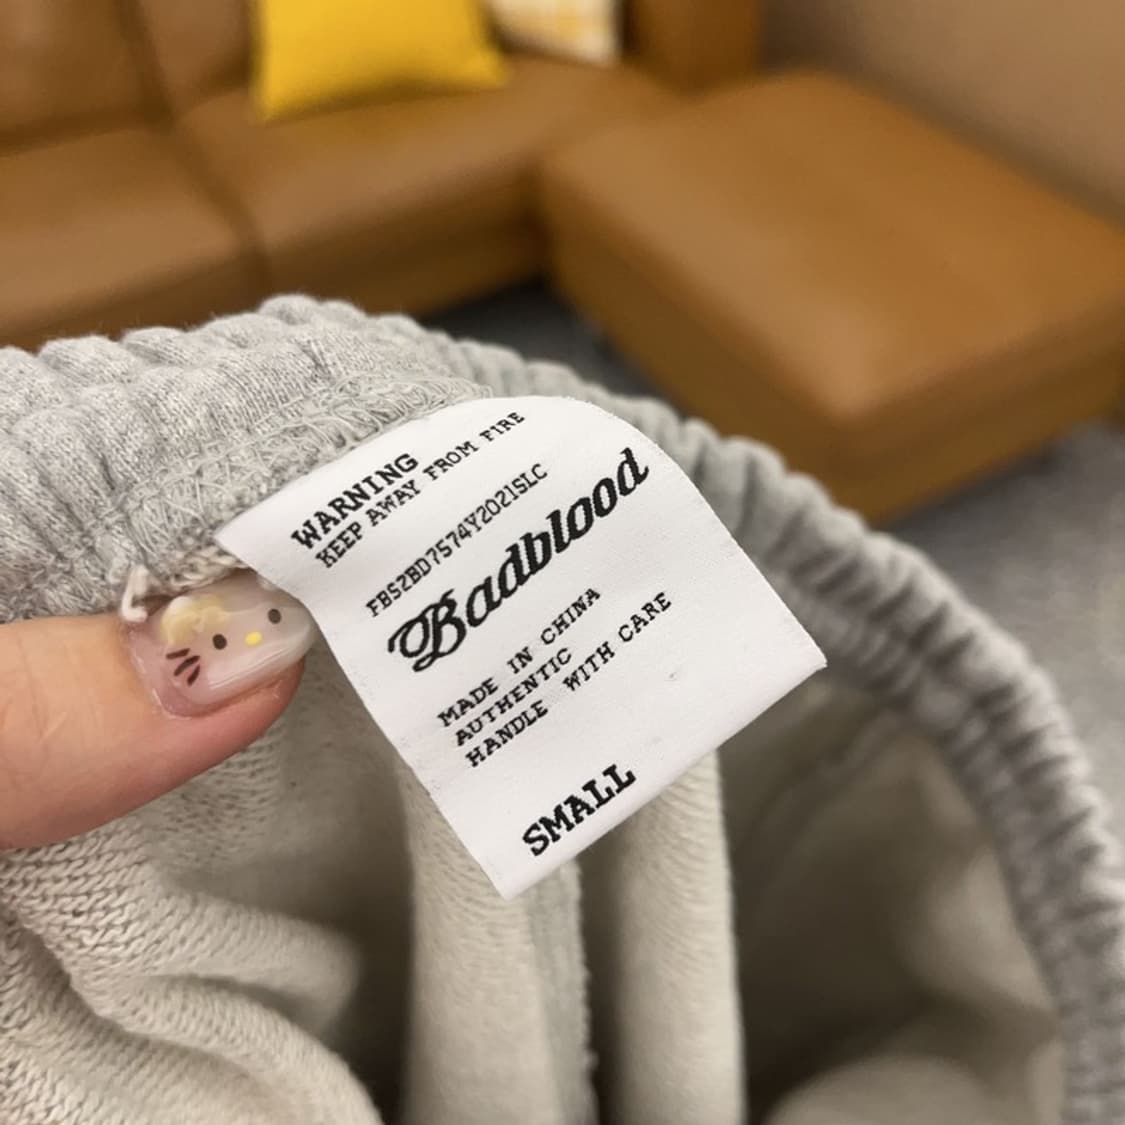 WARNING
KEEP AWAY FROM FIRE
FBS2BD7574Y2021SLC
Badblood
MADE IN CHINA
AUTHENTIC
HANDLE WITH CARE
SMALL